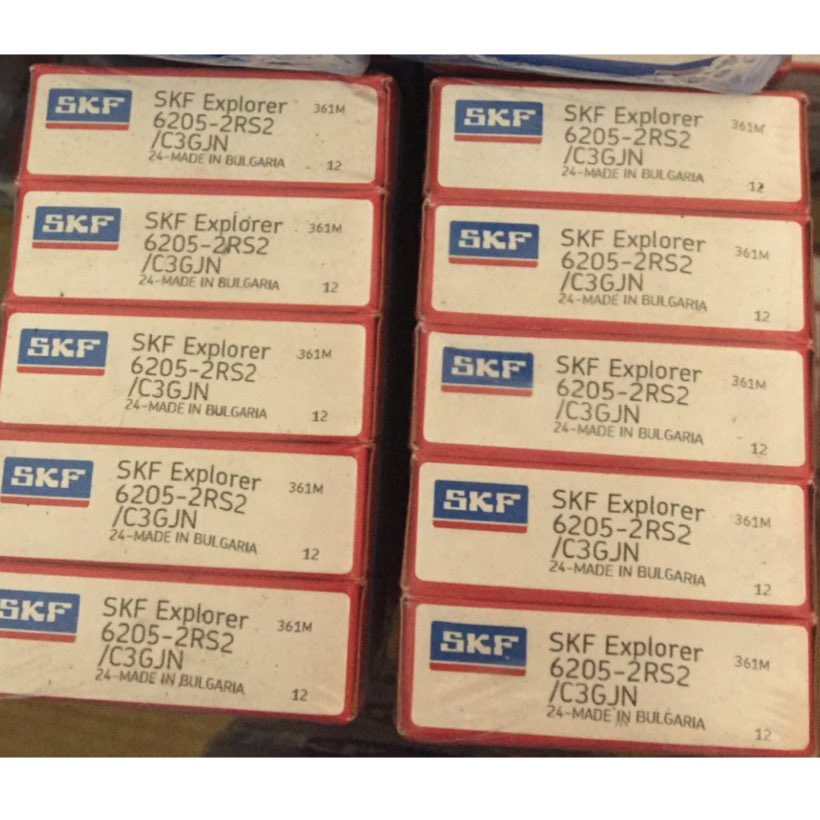 SKF
SKF Explorer 361M
6205-2RS2
/C3GJN
24-MADE IN BULGARIA 12
SKF
SKF Explorer 361M
6205-2RS2
/C3GJN
24-MADE IN BULGARIA 12
SKF
SKF Explorer 361M
6205-2RS2
/C3GJN
24-MADE IN BULGARIA 12
SKF
SKF Explorer 361M
6205-2RS2
/C3GJN
24-MADE IN BULGARIA 12
SKF
SKF Explorer 361M
6205-2RS2
/C3GJN
24-MADE IN BULGARIA 12
SKF
SKF Explorer 361M
6205-2RS2
/C3GJN
24-MADE IN BULGARIA 12
SKF
SKF Explorer 361M
6205-2RS2
/C3GJN
24-MADE IN BULGARIA 12
SKF
SKF Explorer 361M
6205-2RS2
/C3GJN
24-MADE IN BULGARIA 12
SKF
SKF Explorer 361M
6205-2RS2
/C3GJN
24-MADE IN BULGARIA 12
SKF
SKF Explorer 361M
6205-2RS2
/C3GJN
24-MADE IN BULGARIA 12